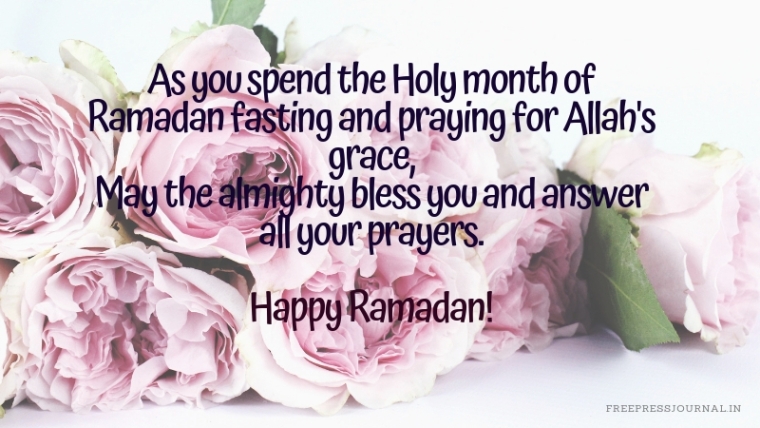 As you spend the Holy month of
Ramadan fasting and praying for Allah's
grace,
May the almighty bless you and answer
all your prayers.
Happy Ramadan!
FREEPRESSJOURNAL.IN